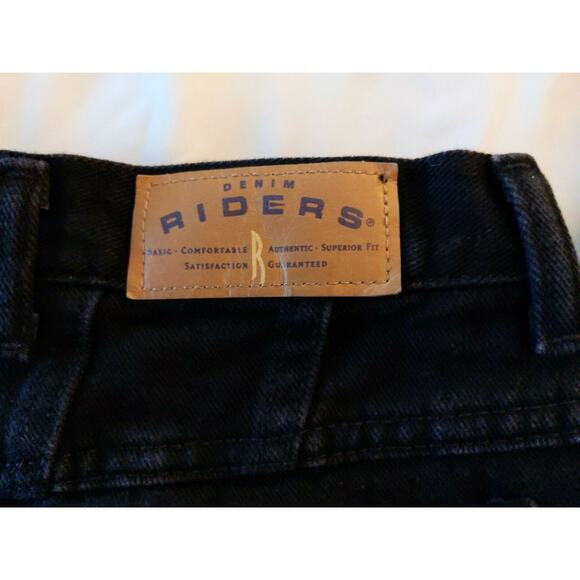 DENIM
RIDERS®
BASIC · COMFORTABLE R AUTHENTIC · SUPERIOR FIT
SATISFACTION GUARANTEED